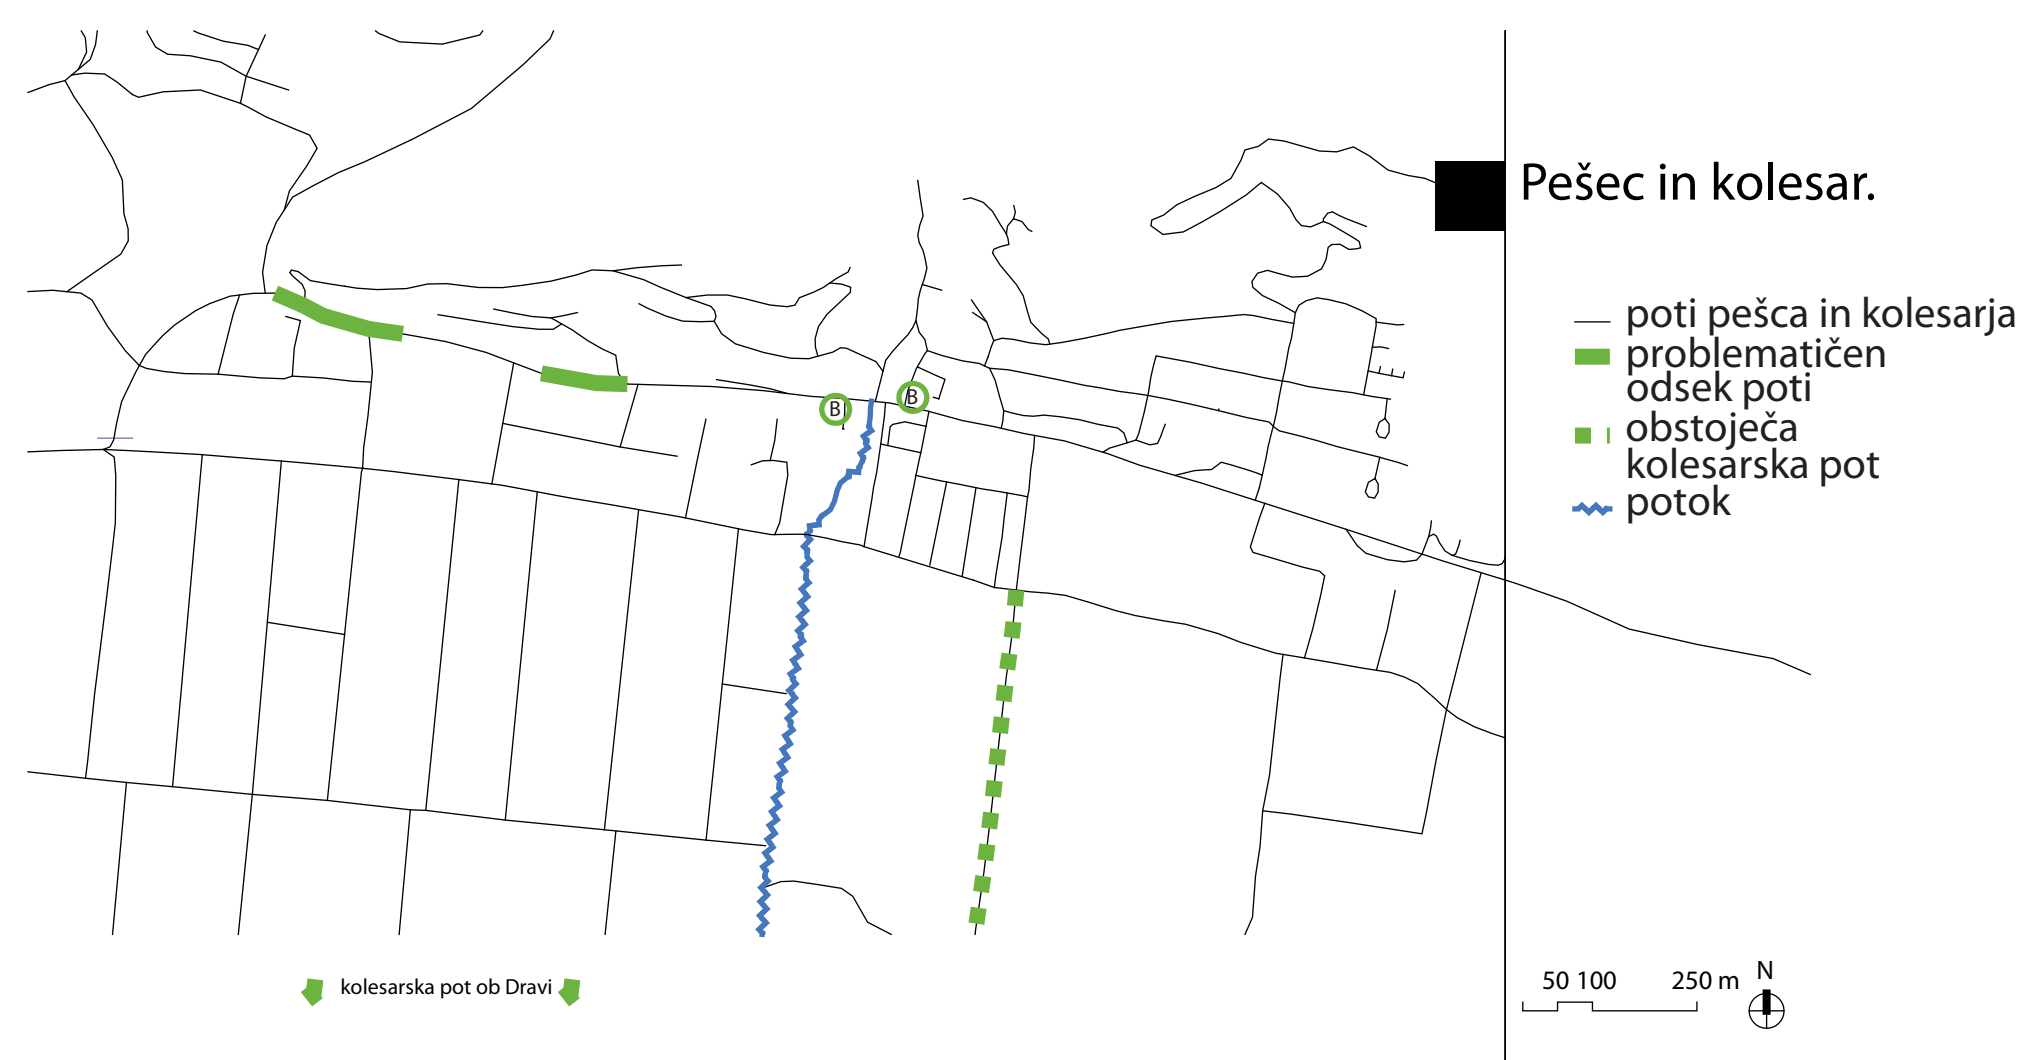 Pešec in kolesar.
poti pešca in kolesarja
problematičen
odsek poti
obstoječa
kolesarska pot
potok
B
B
kolesarska pot ob Dravi
50 100 250 m
N